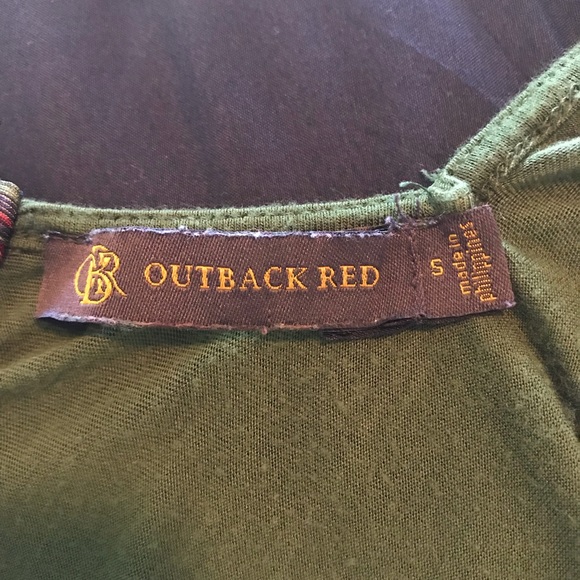 OUTBACK RED
S
made in
philippines